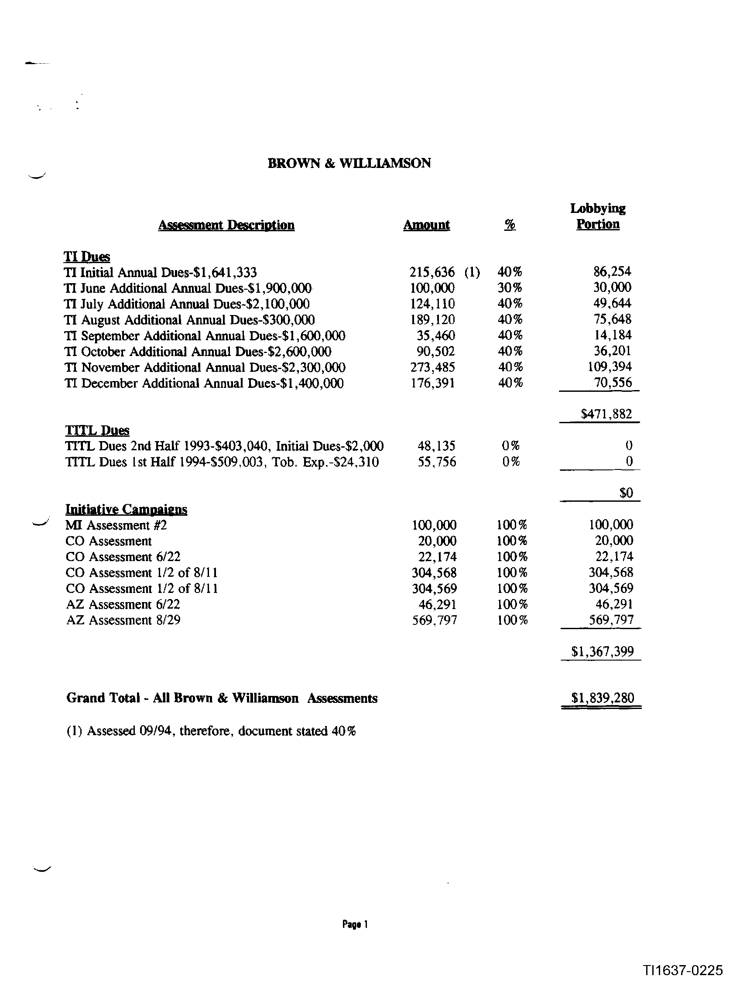 BROWN & WILLIAMSON
Lobbying
Assessment Description Amount % Portion
TI Dues
TI Initial Annual Dues-$1,641,333 215,636 (1) 40% 86,254
TI June Additional Annual Dues-$1,900,000 100,000 30% 30,000
TI July Additional Annual Dues-$2,100,000 124,110 40% 49,644
TI August Additional Annual Dues-$300,000 189,120 40% 75,648
TI September Additional Annual Dues-$1,600,000 35,460 40% 14,184
TI October Additional Annual Dues-$2,600,000 90,502 40% 36,201
TI November Additional Annual Dues-$2,300,000 273,485 40% 109,394
TI December Additional Annual Dues-$1,400,000 176,391 40% 70,556
$471,882
TITL Dues
TITL Dues 2nd Half 1993-$403,040, Initial Dues-$2,000 48,135 0% 0
TITL Dues 1st Half 1994-$509,003, Tob. Exp.-$24,310 55,756 0% 0
$0
Initiative Campaigns
MI Assessment #2 100,000 100% 100,000
CO Assessment 20,000 100% 20,000
CO Assessment 6/22 22,174 100% 22,174
CO Assessment 1/2 of 8/11 304,568 100% 304,568
CO Assessment 1/2 of 8/11 304,569 100% 304,569
AZ Assessment 6/22 46,291 100% 46,291
AZ Assessment 8/29 569,797 100% 569,797
$1,367,399
Grand Total - All Brown & Williamson Assessments $1,839,280
(1) Assessed 09/94, therefore, document stated 40%
Page 1
TI1637-0225